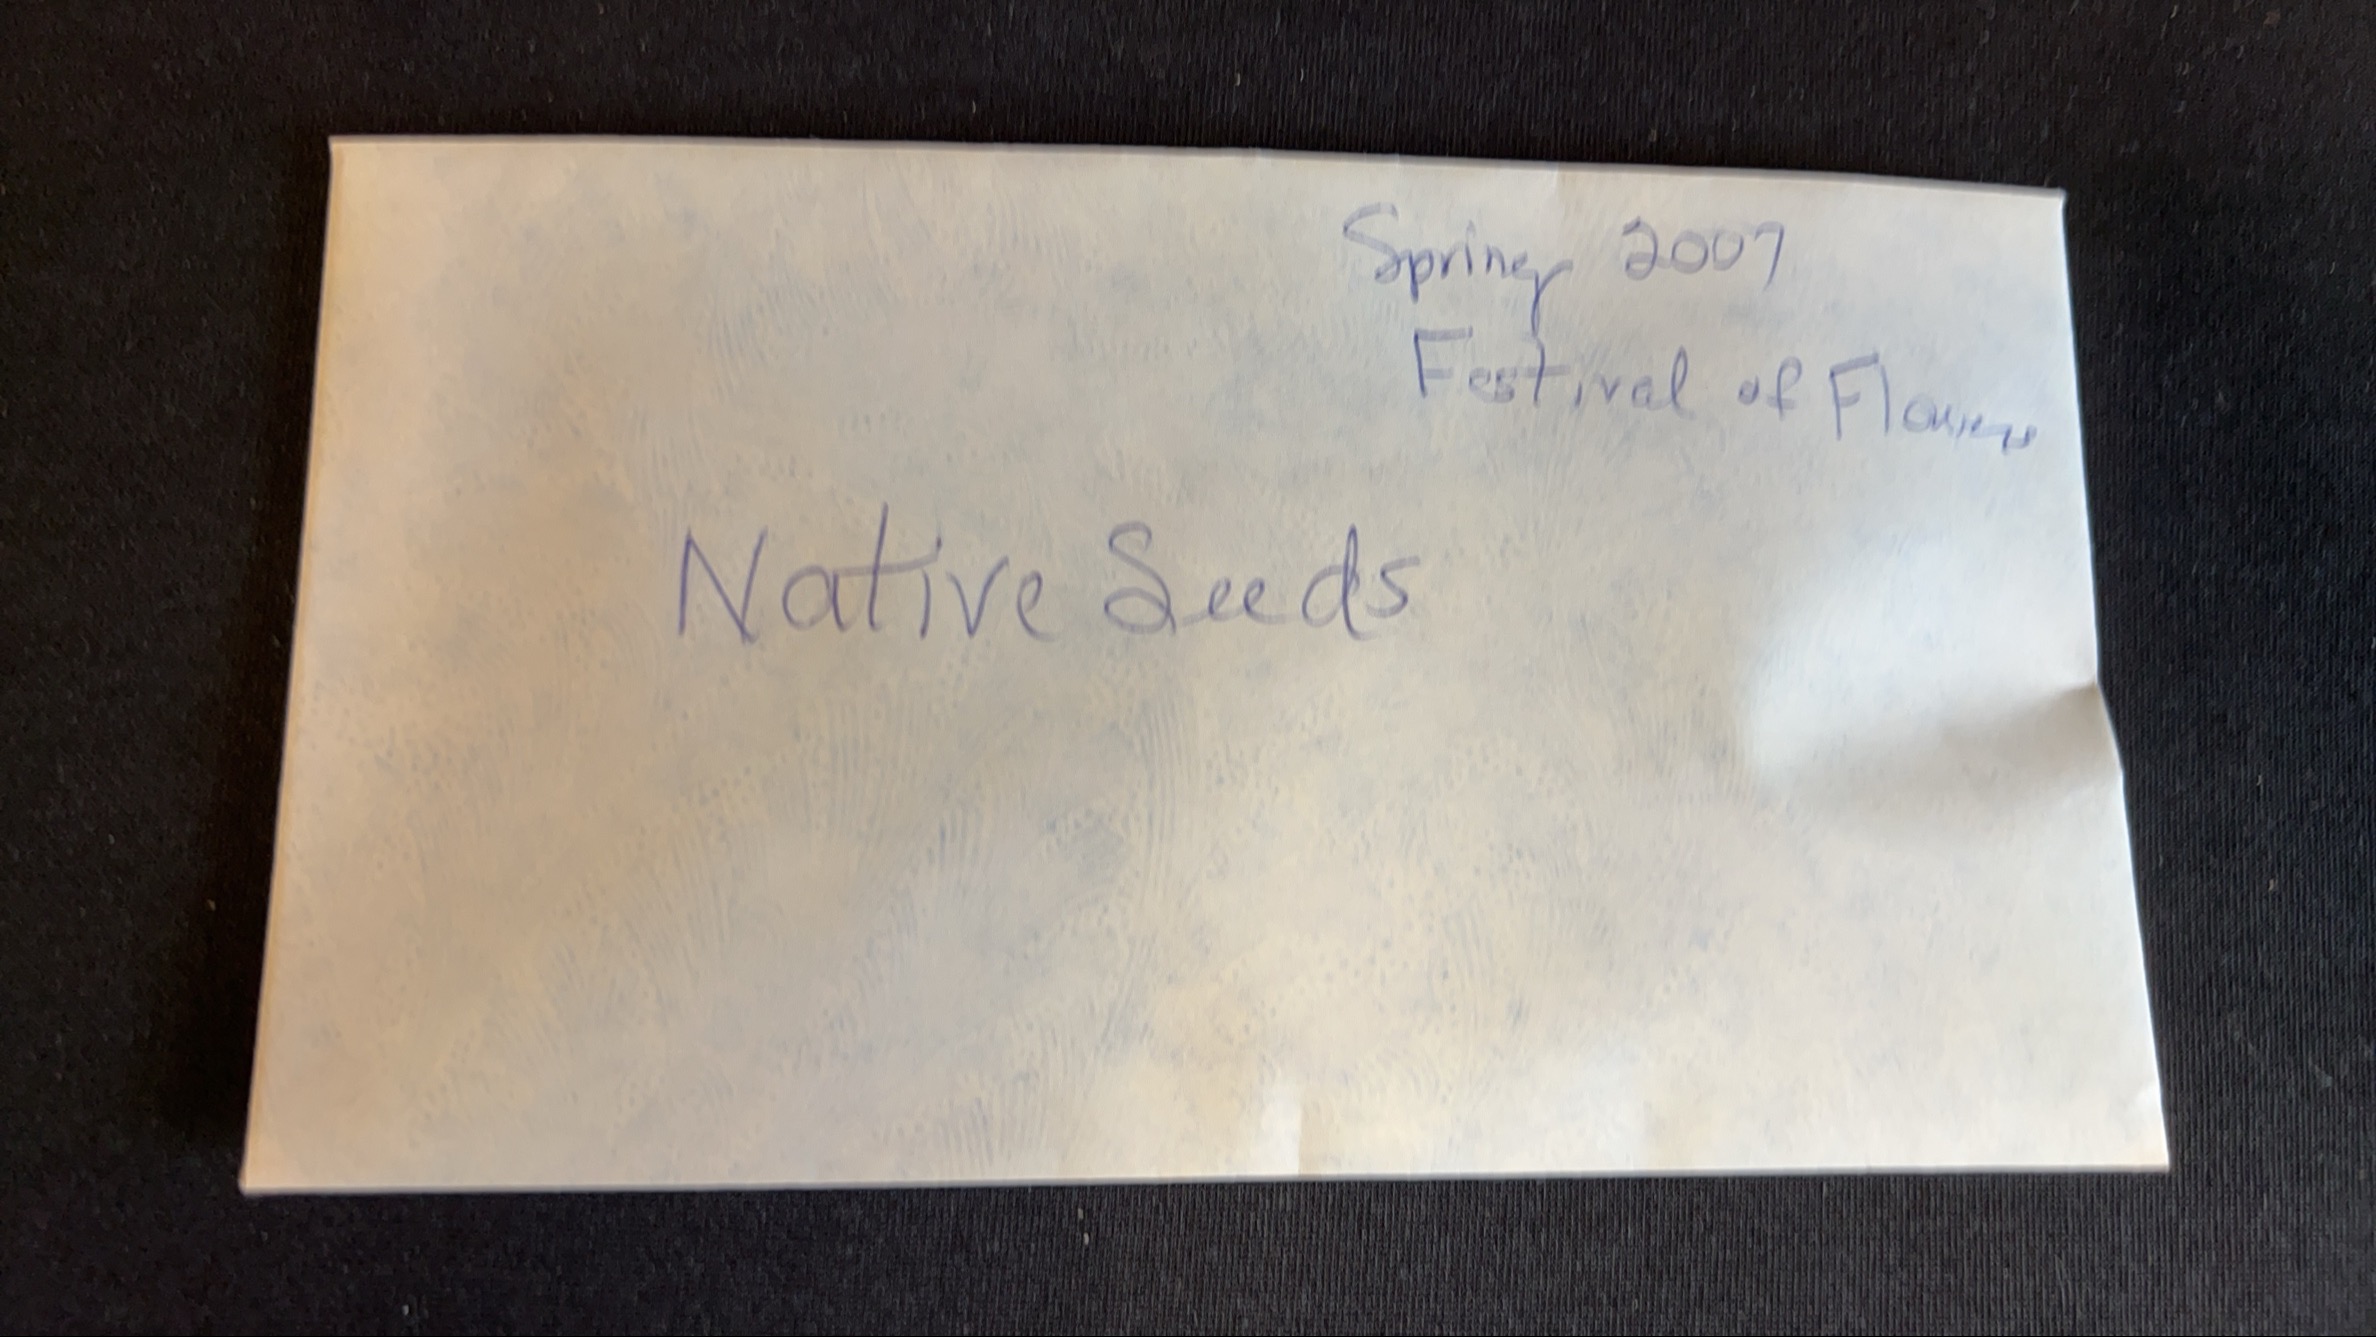 Spring 2007
Festival of Flowers
Native Seeds